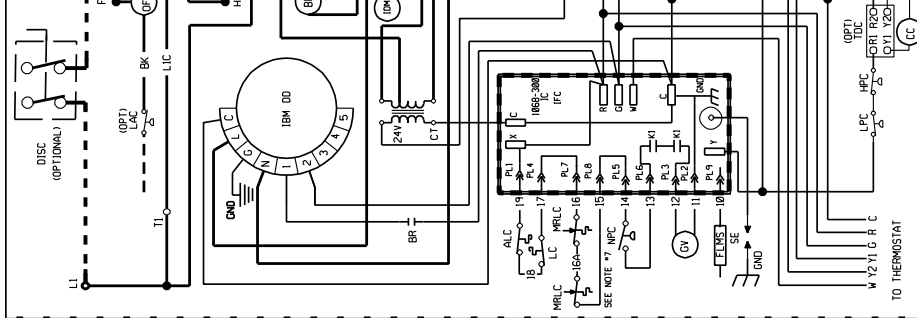 BK
L1C
(OPT)
LAC
DISC
(OPTIONAL)
T1
L1
IBM DD
C
L
G
N
1
2
3
4
5
GND
24V
CT
BR
1068-300
IC
IFC
C
X
R
G
W
C
GND
K1
K1
Y
PL1
PL4
PL7
PL8
PL5
PL6
PL3
PL2
PL9
19
17
16
15
14
13
12
11
10
ALC
LC
18
MRLC
16A
MRLC
SEE NOTE *7
NPC
GV
FLMS
SE
GND
(OPT)
TDC
R1 R2
Y1 Y2
CC
HPC
LPC
C
R
G
Y1
Y2
W
TO THERMOSTAT